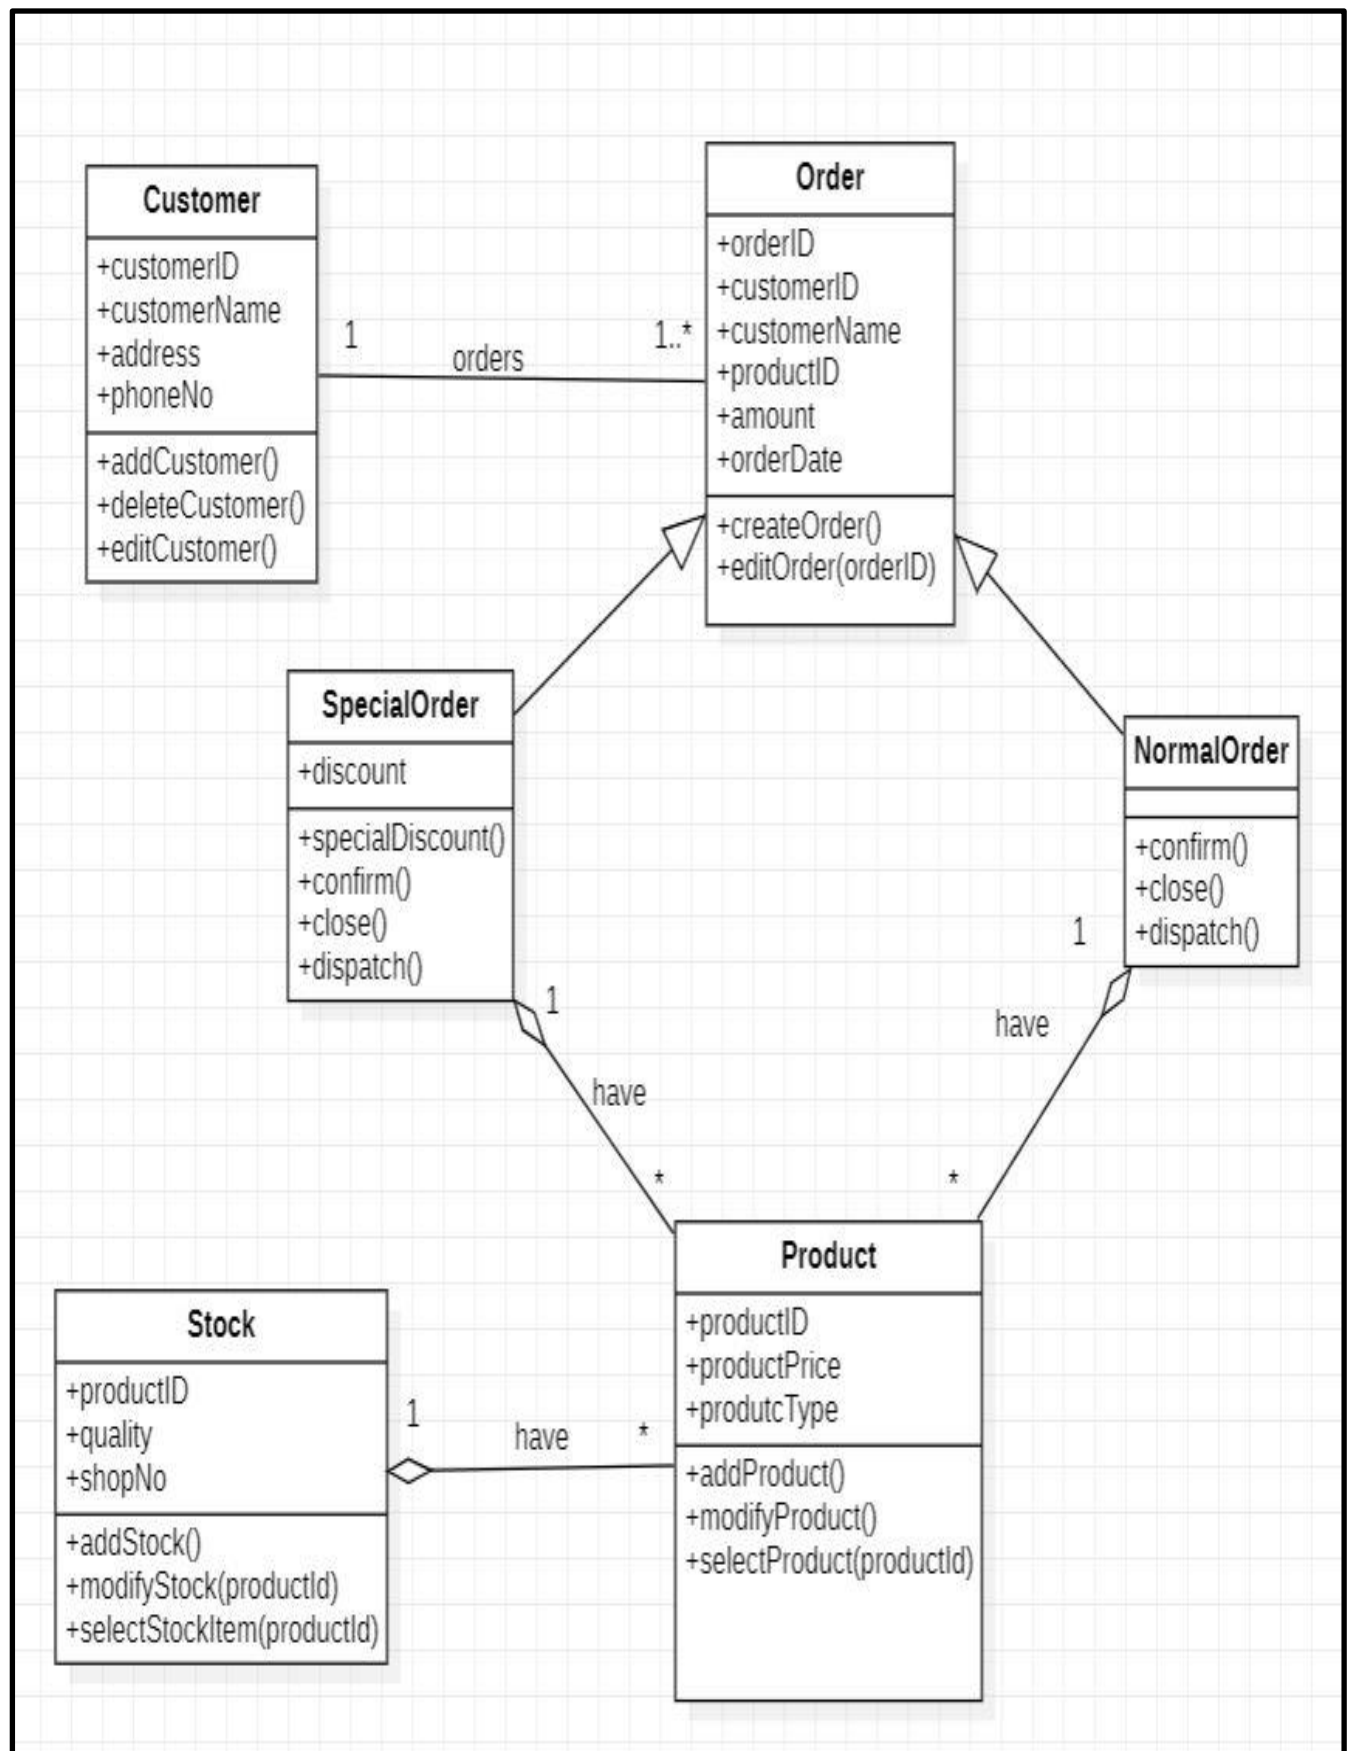 Customer
+customerID
+customerName
+address
+phoneNo
+addCustomer()
+deleteCustomer()
+editCustomer()
1
orders
1..*
Order
+orderID
+customerID
+customerName
+productID
+amount
+orderDate
+createOrder()
+editOrder(orderID)
SpecialOrder
+discount
+specialDiscount()
+confirm()
+close()
+dispatch()
NormalOrder
+confirm()
+close()
+dispatch()
1
have
*
1
have
*
Product
+productID
+productPrice
+produtcType
+addProduct()
+modifyProduct()
+selectProduct(productId)
Stock
+productID
+quality
+shopNo
+addStock()
+modifyStock(productId)
+selectStockItem(productId)
1
have
*